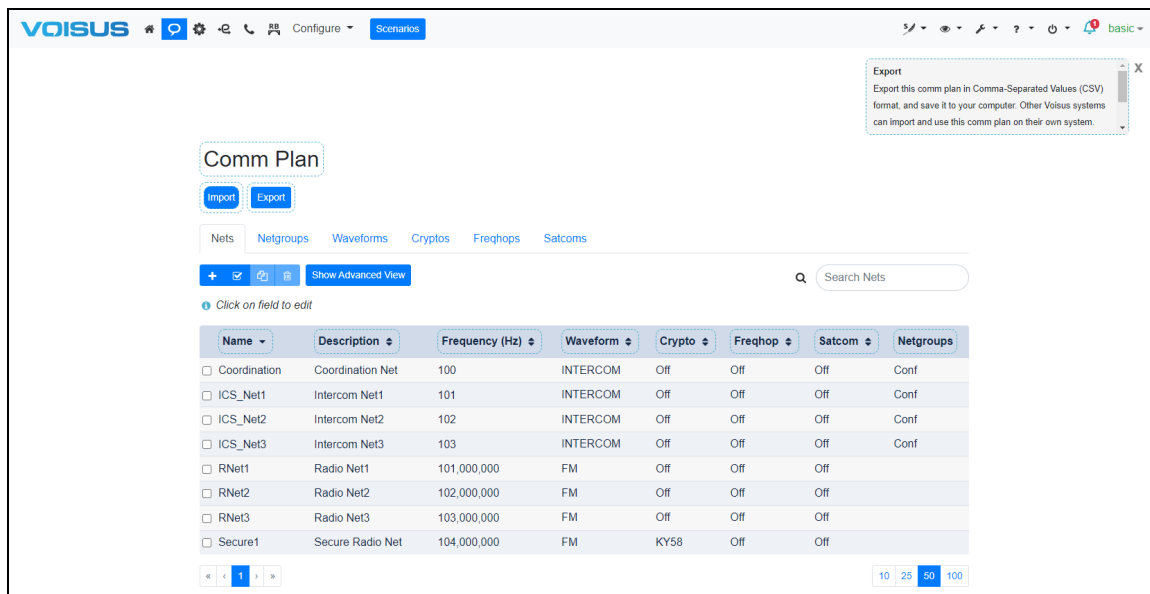 VOISUS RB Configure Scenarios ? basic
Export X
Export this comm plan in Comma-Separated Values (CSV)
format, and save it to your computer. Other Voisus systems
can import and use this comm plan on their own system.
Comm Plan
Import Export
Nets Netgroups Waveforms Cryptos Freqhops Satcoms
+ Show Advanced View Search Nets
Click on field to edit
Name Description Frequency (Hz) Waveform Crypto Freqhop Satcom Netgroups
Coordination Coordination Net 100 INTERCOM Off Off Off Conf
ICS_Net1 Intercom Net1 101 INTERCOM Off Off Off Conf
ICS_Net2 Intercom Net2 102 INTERCOM Off Off Off Conf
ICS_Net3 Intercom Net3 103 INTERCOM Off Off Off Conf
RNet1 Radio Net1 101,000,000 FM Off Off Off
RNet2 Radio Net2 102,000,000 FM Off Off Off
RNet3 Radio Net3 103,000,000 FM Off Off Off
Secure1 Secure Radio Net 104,000,000 FM KY58 Off Off
« ‹ 1 › » 10 25 50 100